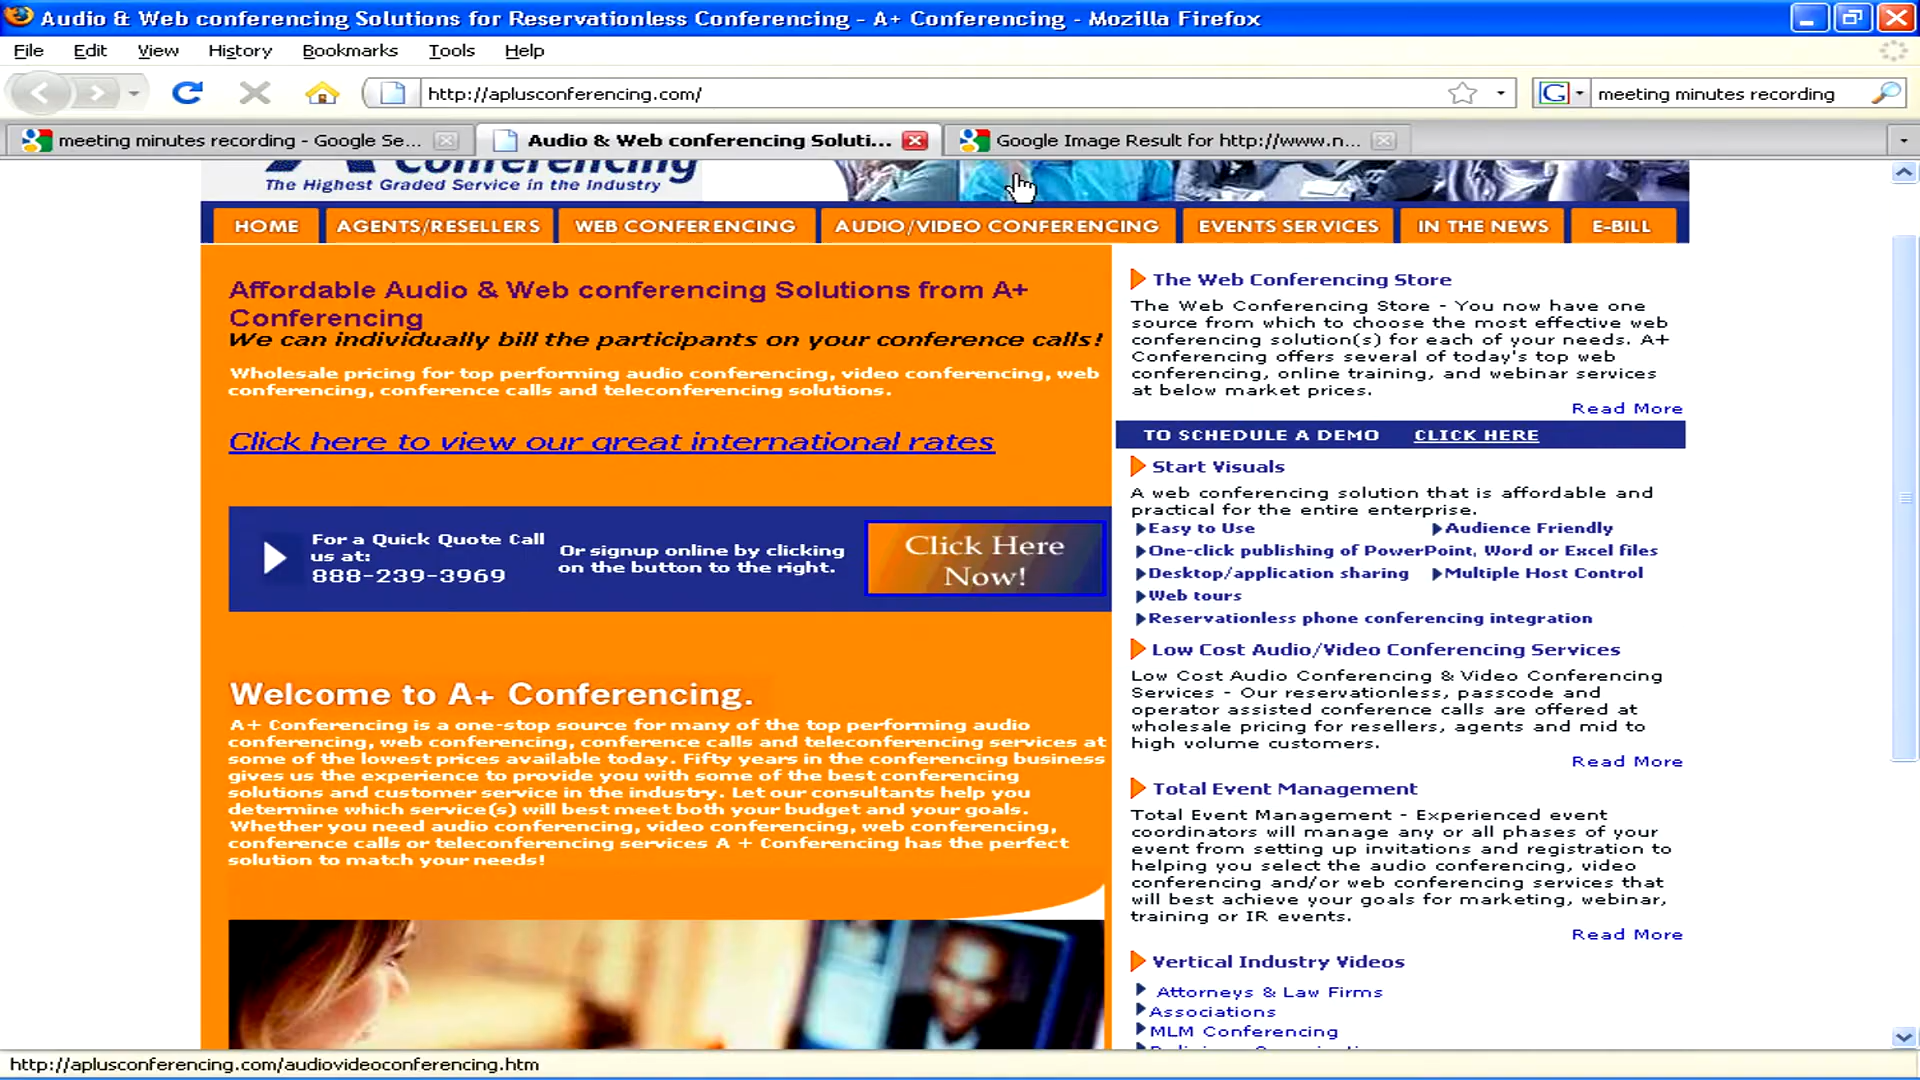 Audio & Web conferencing Solutions for Reservationless Conferencing - A+ Conferencing - Mozilla Firefox
File Edit View History Bookmarks Tools Help
http://aplusconferencing.com/
meeting minutes recording
meeting minutes recording - Google Se...
Audio & Web conferencing Soluti...
Google Image Result for http://www.n...
Conferencing
The Highest Graded Service in the Industry
HOME AGENTS/RESELLERS WEB CONFERENCING AUDIO/VIDEO CONFERENCING EVENTS SERVICES IN THE NEWS E-BILL
Affordable Audio & Web conferencing Solutions from A+
Conferencing
We can individually bill the participants on your conference calls!
Wholesale pricing for top performing audio conferencing, video conferencing, web
conferencing, conference calls and teleconferencing solutions.
Click here to view our great international rates
For a Quick Quote Call
us at:
888-239-3969
Or signup online by clicking
on the button to the right.
Click Here
Now!
Welcome to A+ Conferencing.
A+ Conferencing is a one-stop source for many of the top performing audio
conferencing, web conferencing, conference calls and teleconferencing services at
some of the lowest prices available today. Fifty years in the conferencing business
gives us the experience to provide you with some of the best conferencing
solutions and customer service in the industry. Let our consultants help you
determine which service(s) will best meet both your budget and your goals.
Whether you need audio conferencing, video conferencing, web conferencing,
conference calls or teleconferencing services A + Conferencing has the perfect
solution to match your needs!
The Web Conferencing Store
The Web Conferencing Store - You now have one
source from which to choose the most effective web
conferencing solution(s) for each of your needs. A+
Conferencing offers several of today's top web
conferencing, online training, and webinar services
at below market prices.
Read More
TO SCHEDULE A DEMO CLICK HERE
Start Visuals
A web conferencing solution that is affordable and
practical for the entire enterprise.
Easy to Use Audience Friendly
One-click publishing of PowerPoint, Word or Excel files
Desktop/application sharing Multiple Host Control
Web tours
Reservationless phone conferencing integration
Low Cost Audio/Video Conferencing Services
Low Cost Audio Conferencing & Video Conferencing
Services - Our reservationless, passcode and
operator assisted conference calls are offered at
wholesale pricing for resellers, agents and mid to
high volume customers.
Read More
Total Event Management
Total Event Management - Experienced event
coordinators will manage any or all phases of your
event from setting up invitations and registration to
helping you select the audio conferencing, video
conferencing and/or web conferencing services that
will best achieve your goals for marketing, webinar,
training or IR events.
Read More
Vertical Industry Videos
Attorneys & Law Firms
Associations
MLM Conferencing
http://aplusconferencing.com/audiovideoconferencing.htm